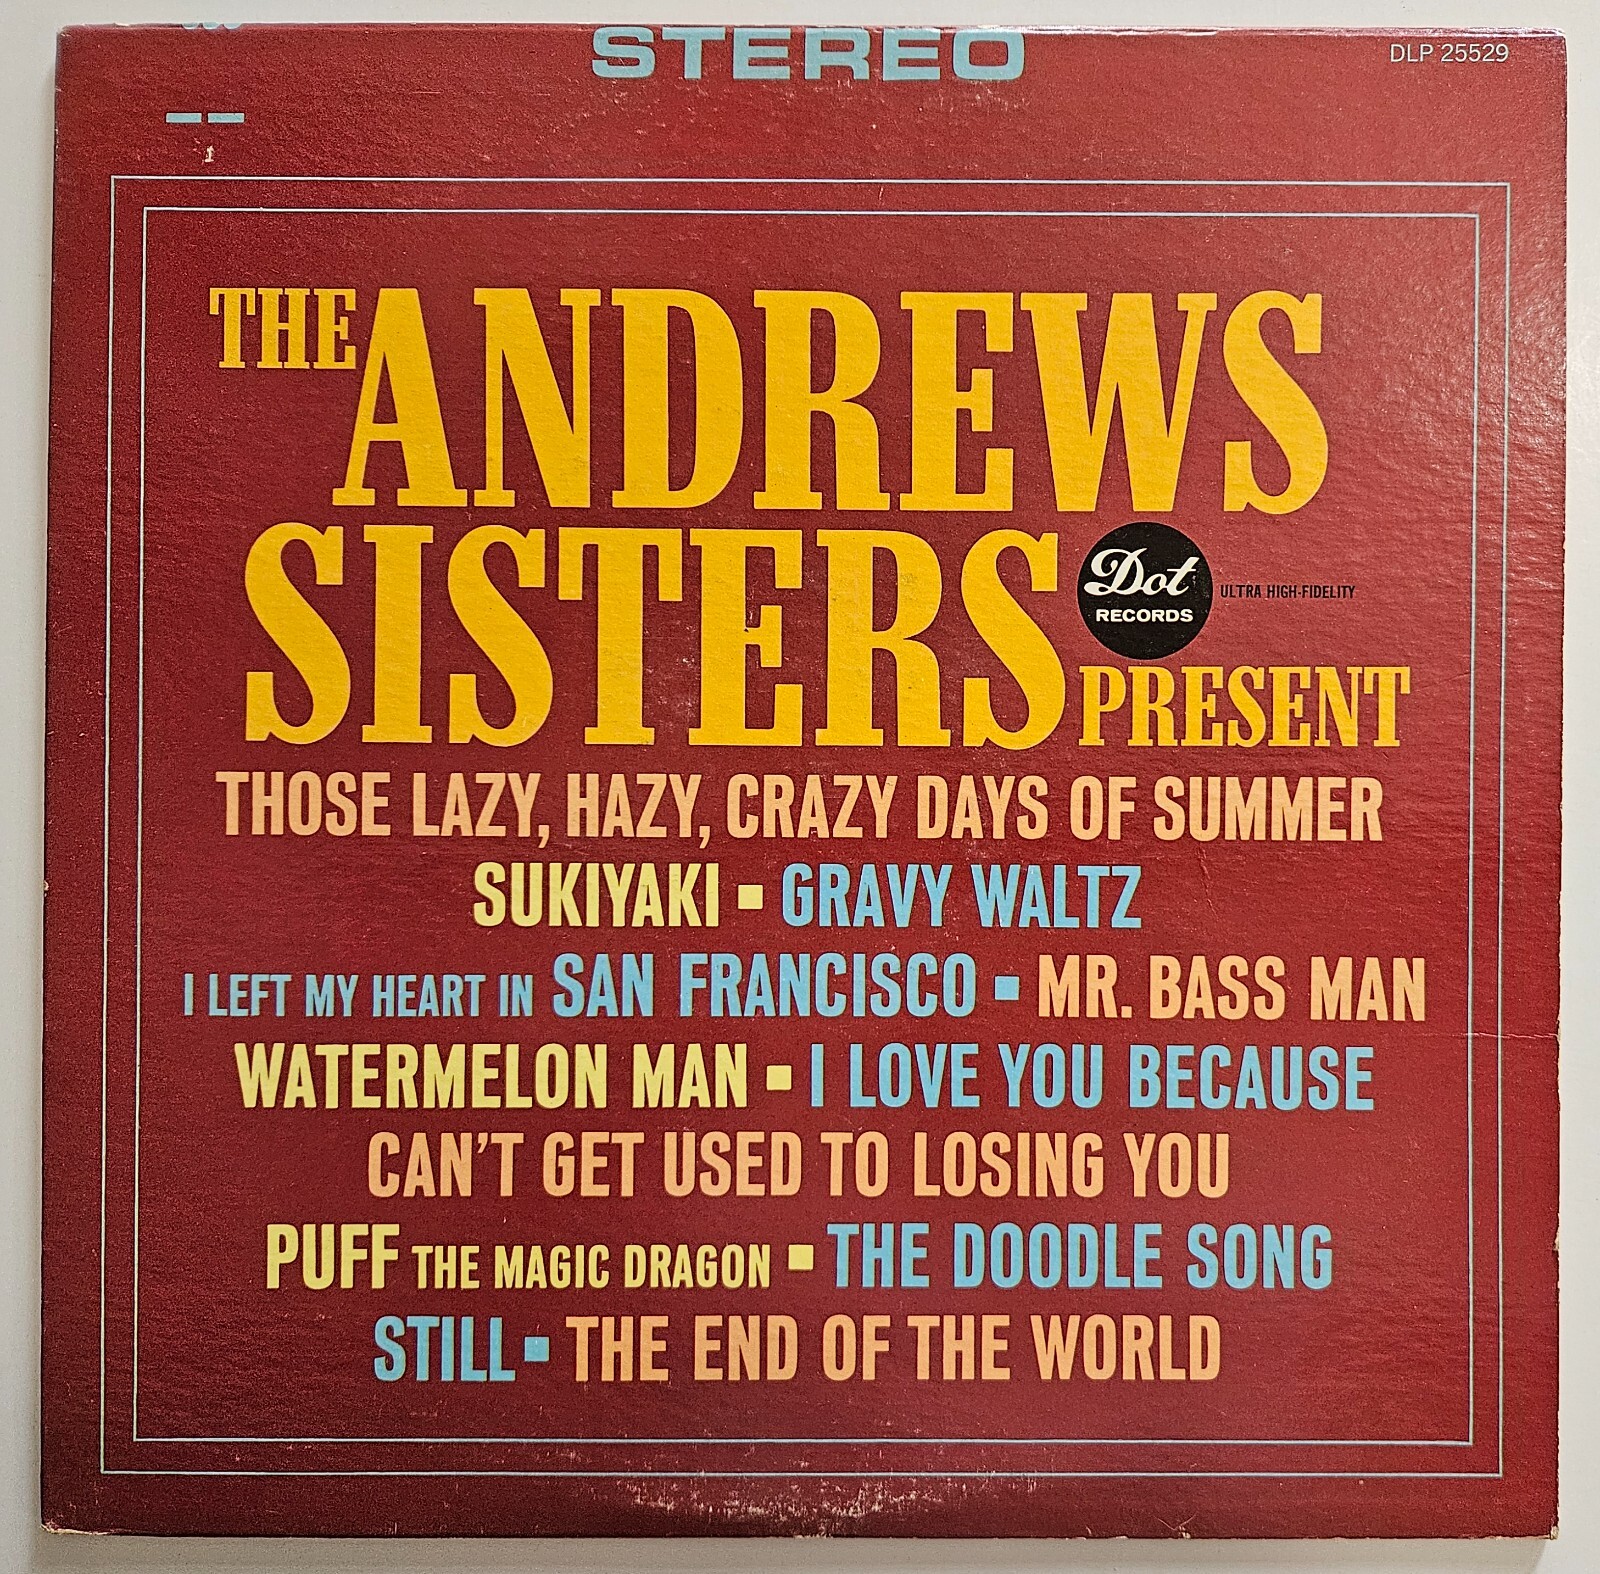 STEREO
DLP 25529
THE ANDREWS
SISTERS
Dot
RECORDS
ULTRA HIGH-FIDELITY
PRESENT
THOSE LAZY, HAZY, CRAZY DAYS OF SUMMER
SUKIYAKI ▪ GRAVY WALTZ
I LEFT MY HEART IN SAN FRANCISCO ▪ MR. BASS MAN
WATERMELON MAN ▪ I LOVE YOU BECAUSE
CAN'T GET USED TO LOSING YOU
PUFF THE MAGIC DRAGON ▪ THE DOODLE SONG
STILL ▪ THE END OF THE WORLD